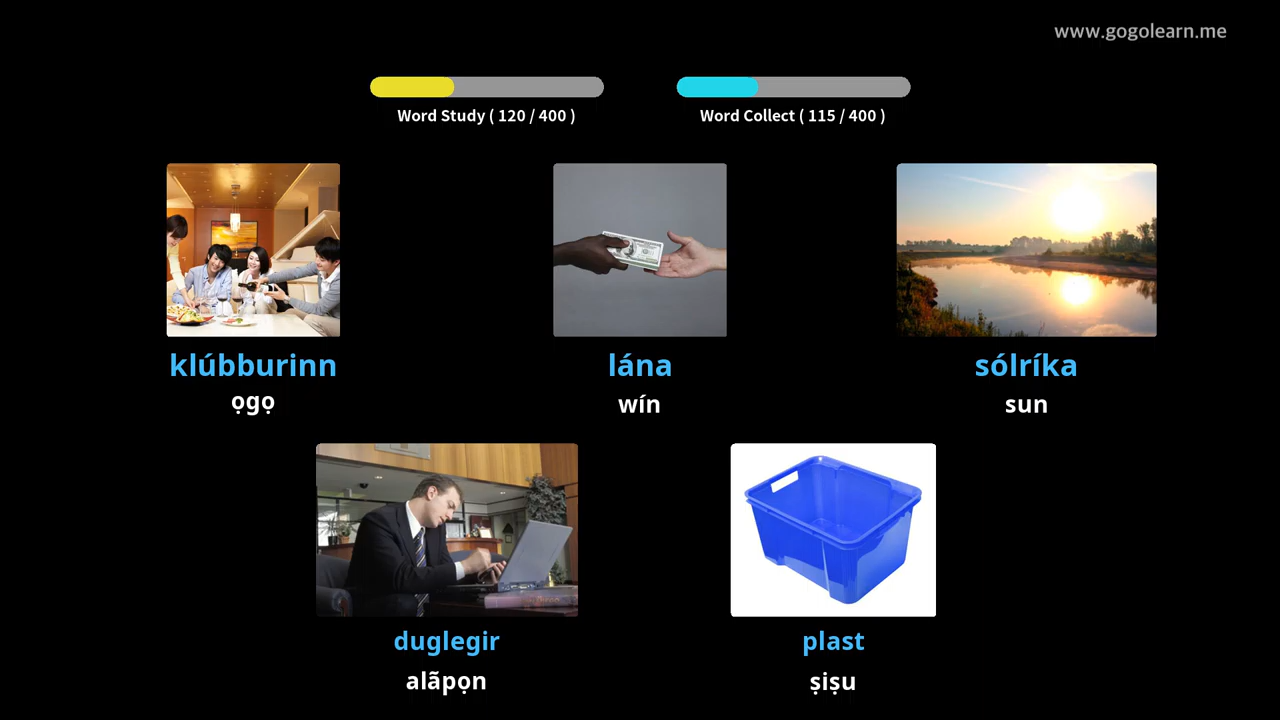 www.gogolearn.me
Word Study ( 120 / 400 )
Word Collect ( 115 / 400 )
klúbburinn
ọgọ
lána
wín
sólríka
sun
duglegir
alãpọn
plast
ṣiṣu